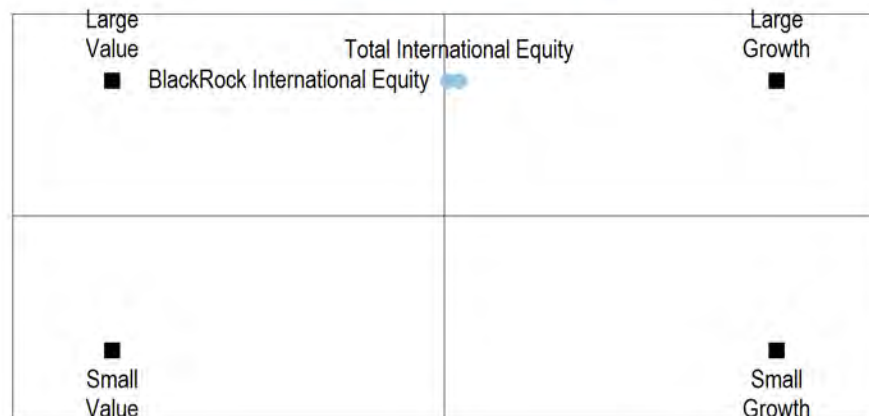 Large
Value
Large
Growth
Total International Equity
BlackRock International Equity
Small
Value
Small
Growth